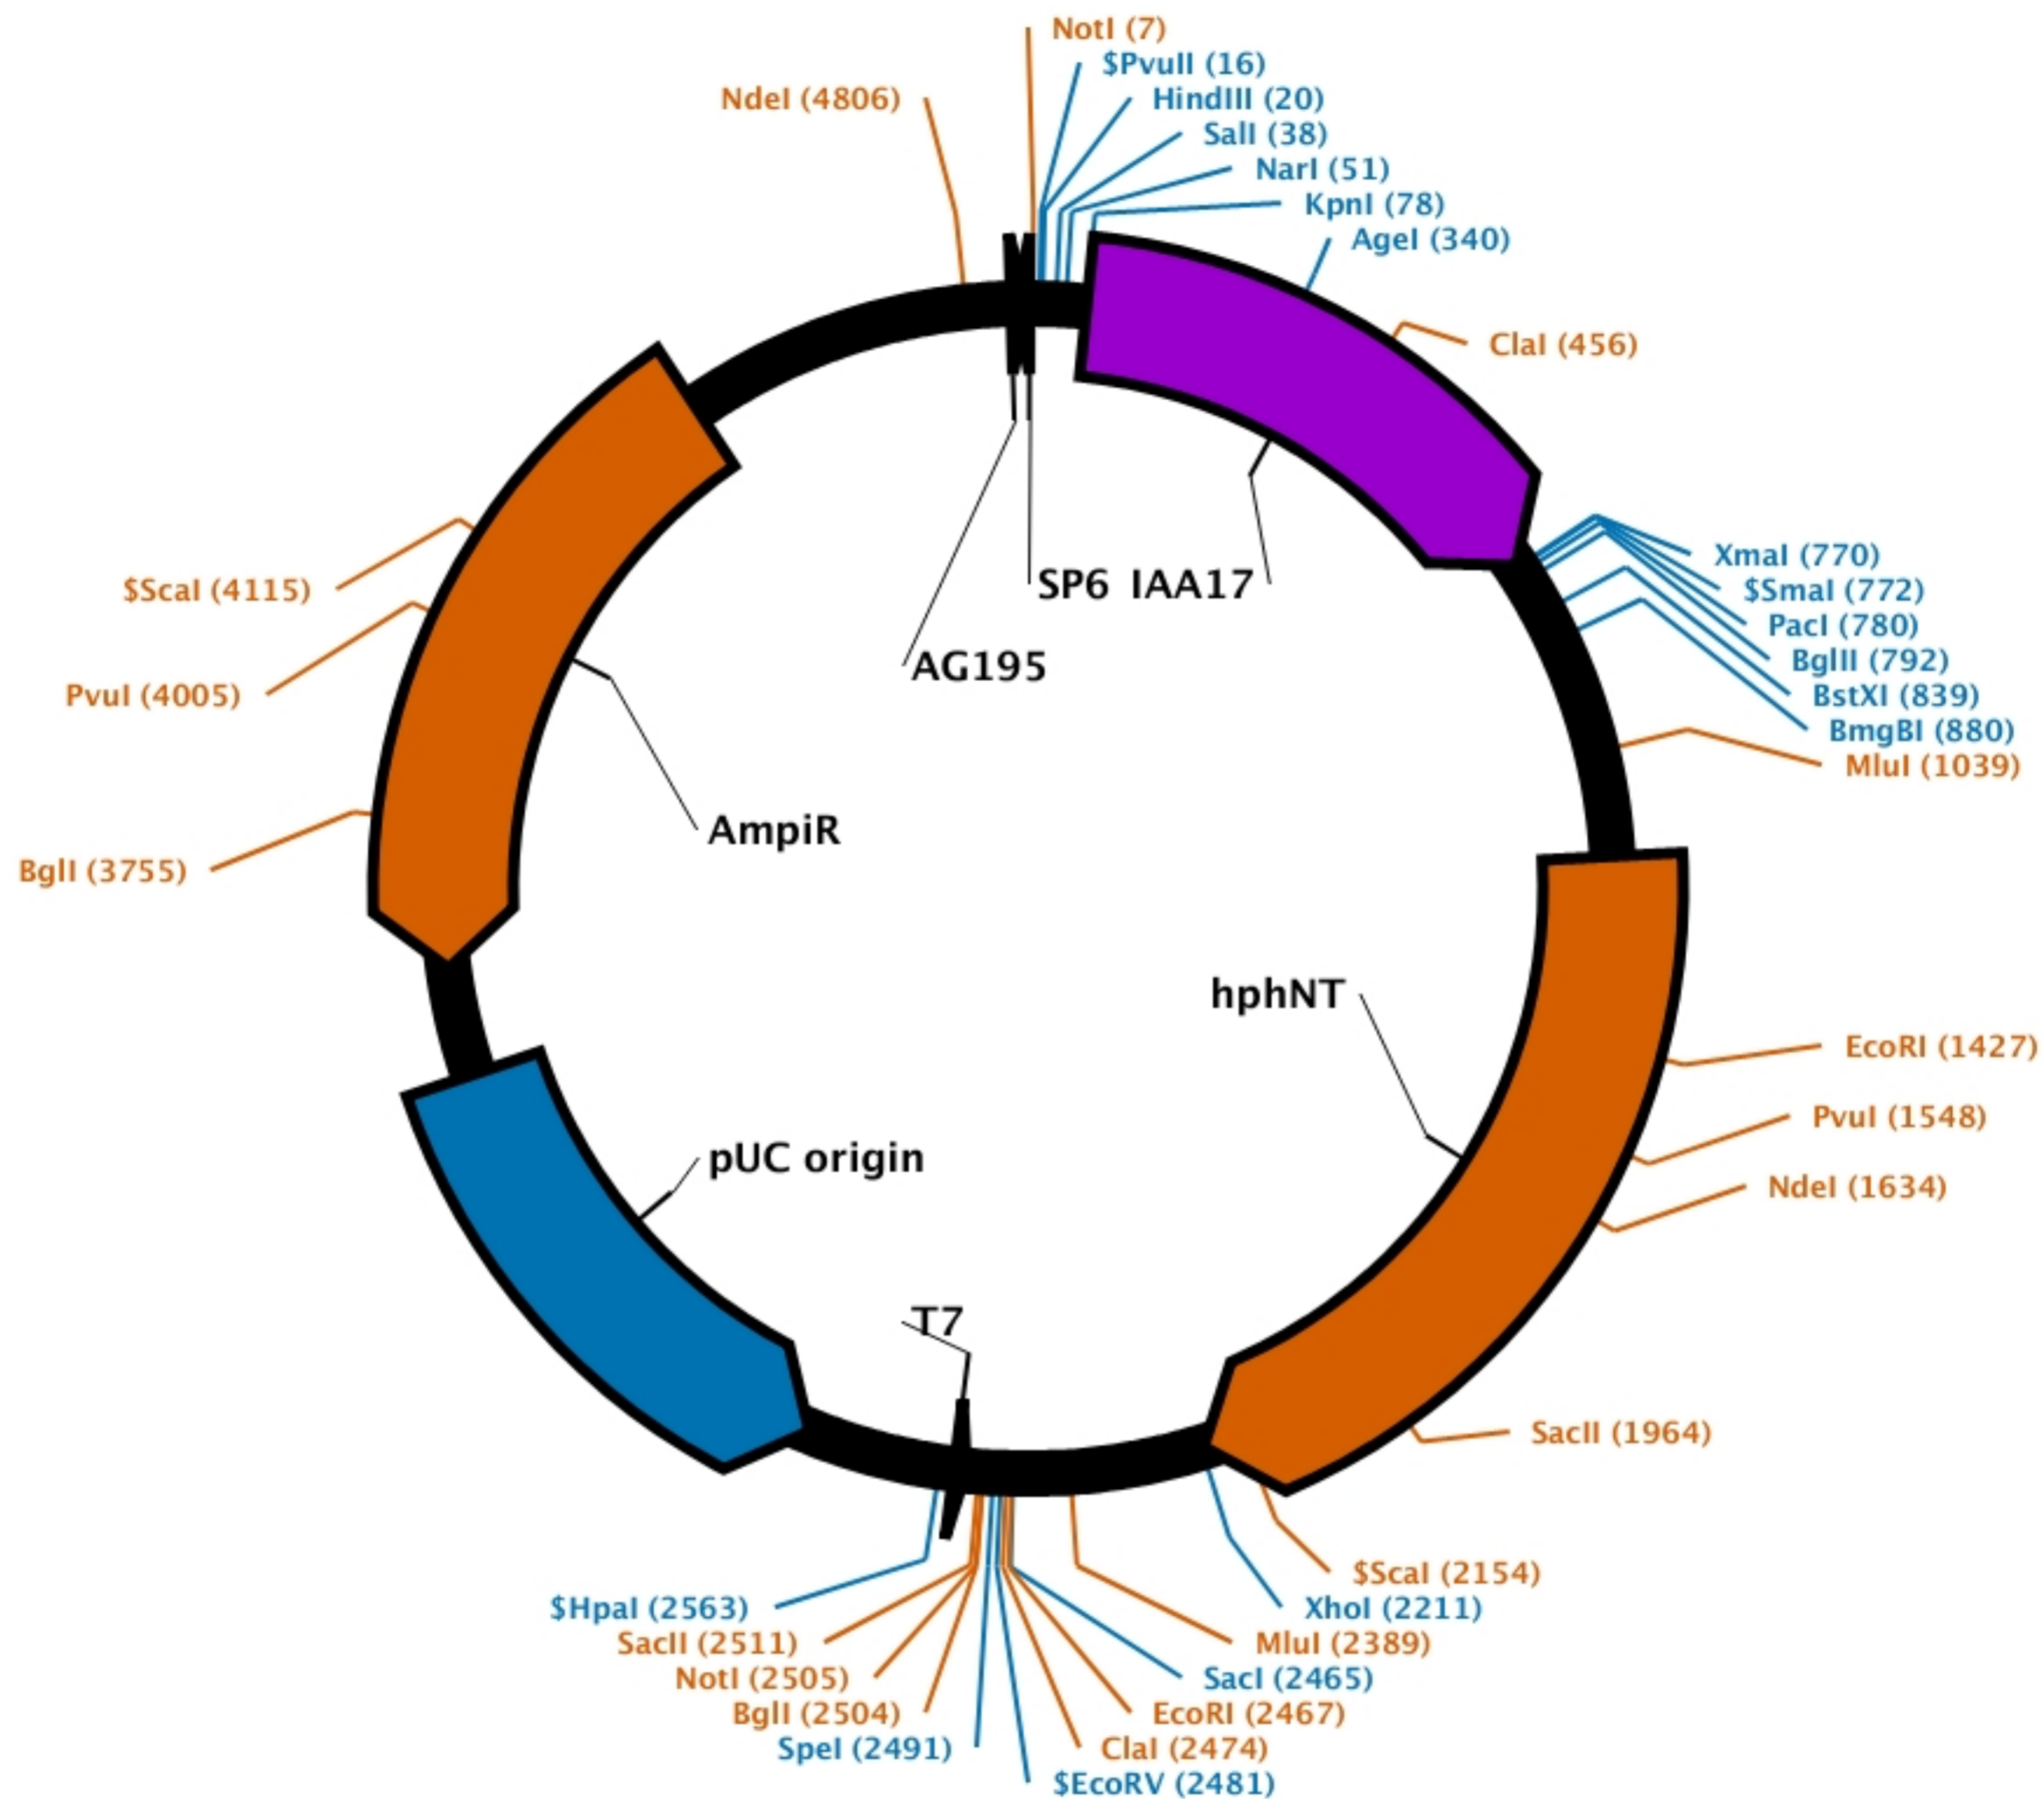 NotI (7)
$PvuII (16)
NdeI (4806)
HindIII (20)
SalI (38)
NarI (51)
KpnI (78)
AgeI (340)
ClaI (456)
XmaI (770)
$SmaI (772)
PacI (780)
BglII (792)
BstXI (839)
BmgBI (880)
MluI (1039)
$ScaI (4115)
PvuI (4005)
BglI (3755)
SP6
IAA17
AG195
AmpiR
hphNT
pUC origin
T7
EcoRI (1427)
PvuI (1548)
NdeI (1634)
SacII (1964)
$ScaI (2154)
XhoI (2211)
MluI (2389)
SacI (2465)
EcoRI (2467)
ClaI (2474)
$EcoRV (2481)
$HpaI (2563)
SacII (2511)
NotI (2505)
BglI (2504)
SpeI (2491)